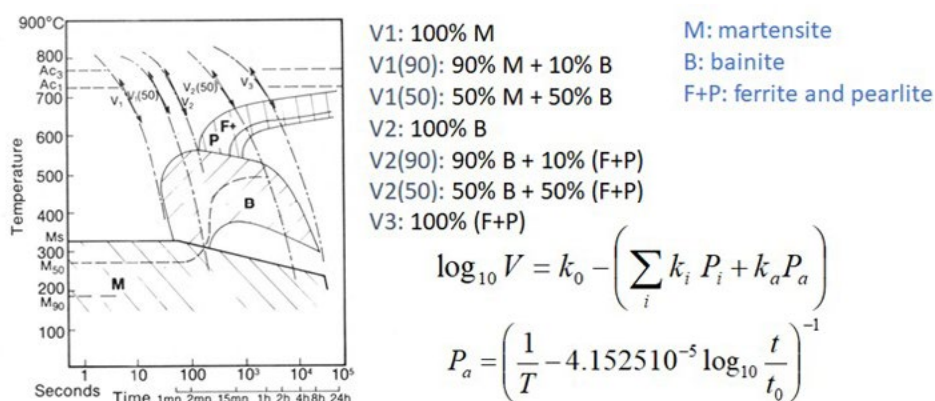 900°C
800
Ac3
Ac1
700
600
500
400
Ms
300
M50
200
M90
100
Temperature
V1
V1(50)
V2
V2(50)
V3
F+
P
B
M
1
10
100
1000
10⁴
10⁵
Seconds
Time
1mn 2mn 15mn 1h 2h 4h 8h 24h
V1: 100% M
V1(90): 90% M + 10% B
V1(50): 50% M + 50% B
V2: 100% B
V2(90): 90% B + 10% (F+P)
V2(50): 50% B + 50% (F+P)
V3: 100% (F+P)
M: martensite
B: bainite
F+P: ferrite and pearlite
log₁₀ V = k₀ − (∑ᵢ kᵢ Pᵢ + kₐPₐ)
Pₐ = (1/T − 4.152510⁻⁵ log₁₀ t/t₀)⁻¹